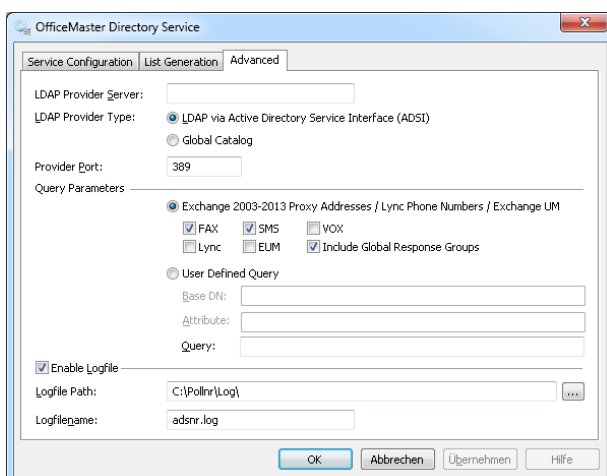 OfficeMaster Directory Service
Service Configuration List Generation Advanced
LDAP Provider Server:
LDAP Provider Type: LDAP via Active Directory Service Interface (ADSI)
Global Catalog
Provider Port: 389
Query Parameters
Exchange 2003-2013 Proxy Addresses / Lync Phone Numbers / Exchange UM
FAX SMS VOX
Lync EUM Include Global Response Groups
User Defined Query
Base DN:
Attribute:
Query:
Enable Logfile
Logfile Path: C:\Pollnr\Log\ ...
Logfilename: adsnr.log
OK Abbrechen Übernehmen Hilfe